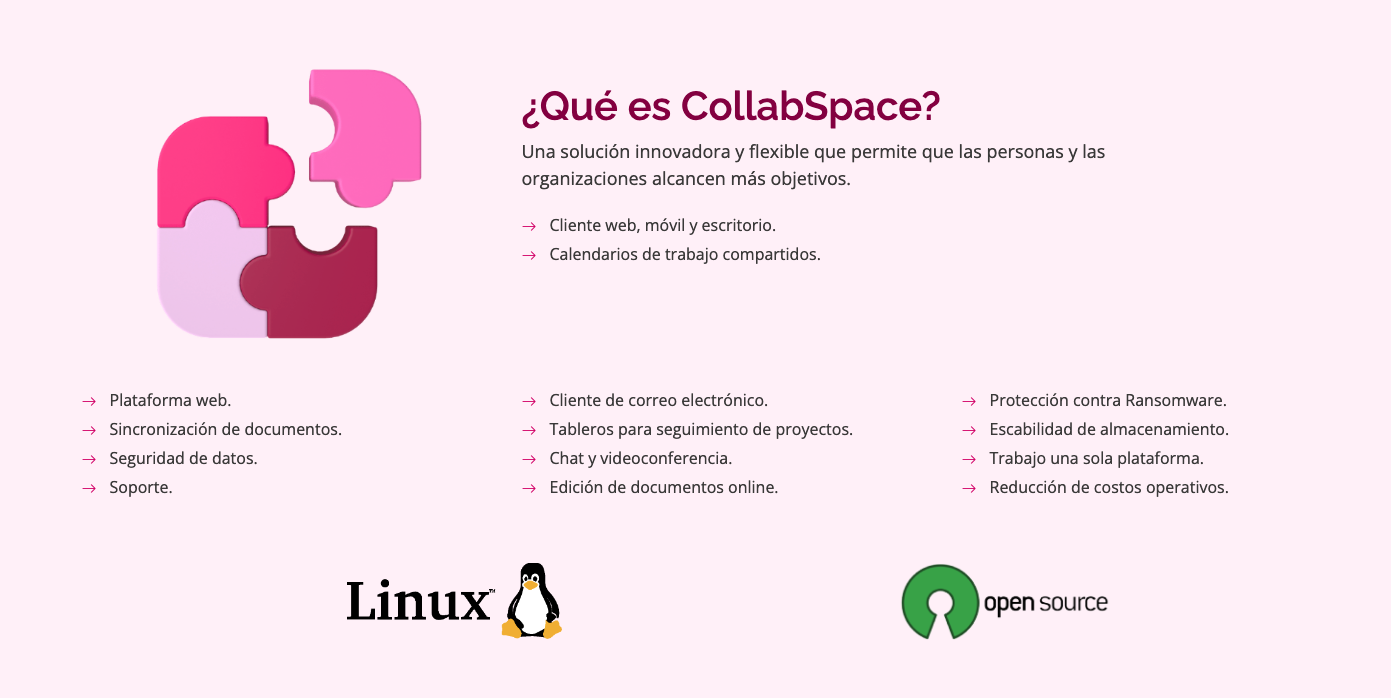 ¿Qué es CollabSpace?
Una solución innovadora y flexible que permite que las personas y las
organizaciones alcancen más objetivos.
→ Cliente web, móvil y escritorio.
→ Calendarios de trabajo compartidos.
→ Plataforma web.
→ Sincronización de documentos.
→ Seguridad de datos.
→ Soporte.
→ Cliente de correo electrónico.
→ Tableros para seguimiento de proyectos.
→ Chat y videoconferencia.
→ Edición de documentos online.
→ Protección contra Ransomware.
→ Escabilidad de almacenamiento.
→ Trabajo una sola plataforma.
→ Reducción de costos operativos.
Linux™
open source